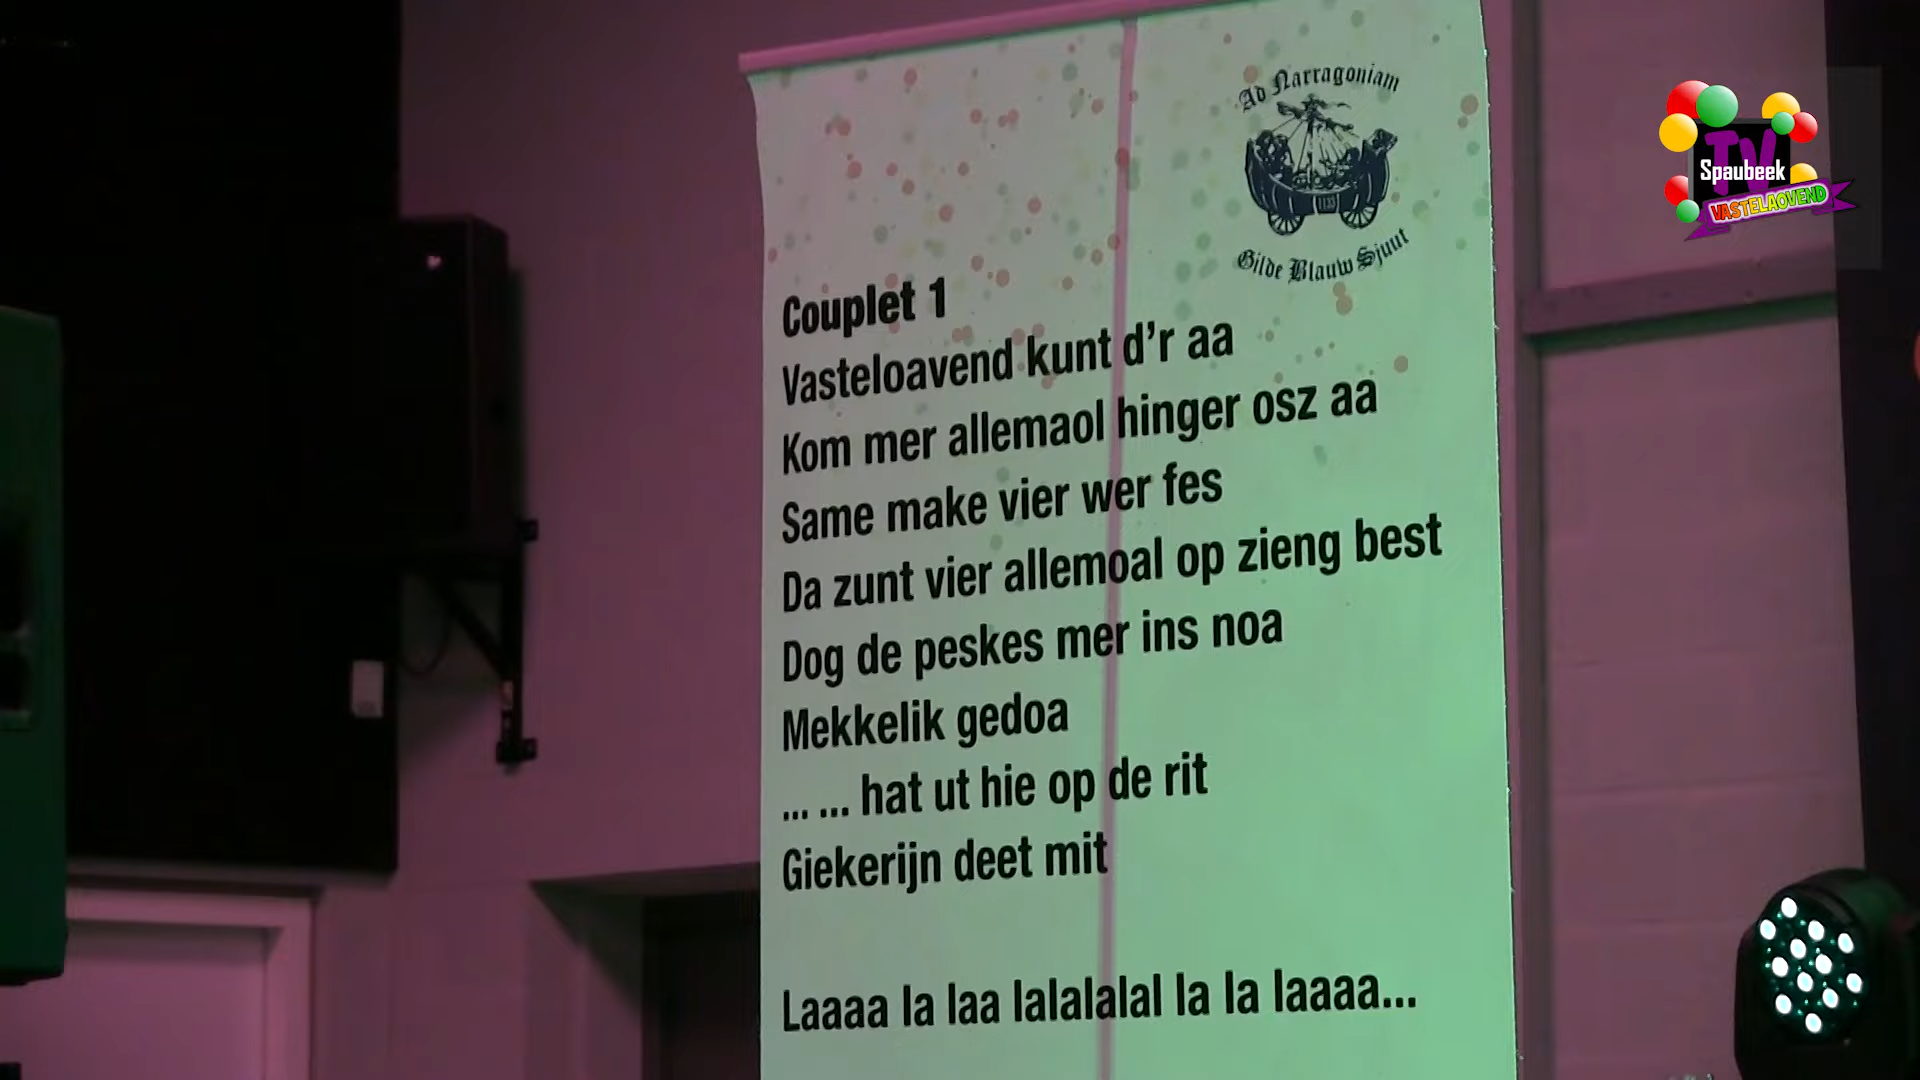 Ad Narragoniam
1133
Gilde Blauw Sjuut
TV
Spaubeek
VASTELAOVEND
Couplet 1
Vasteloavend kunt d’r aa
Kom mer allemaol hinger osz aa
Same make vier wer fes
Da zunt vier allemoal op zieng best
Dog de peskes mer ins noa
Mekkelik gedoa
... ... hat ut hie op de rit
Giekerijn deet mit
Laaaa la laa lalalalal la la laaaa...